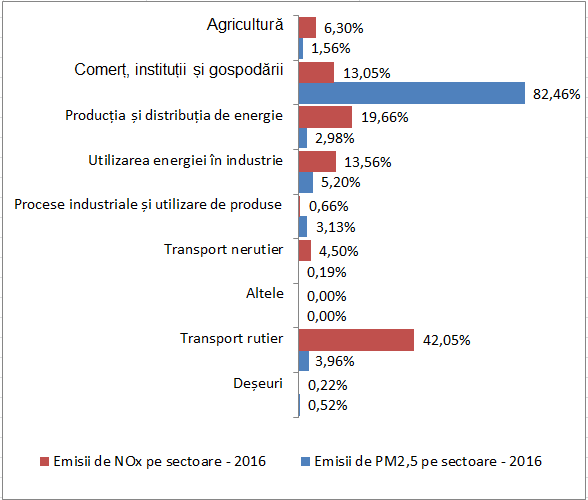 Agricultură
6,30%
1,56%
Comerț, instituții și gospodării
13,05%
82,46%
Producția și distribuția de energie
19,66%
2,98%
Utilizarea energiei în industrie
13,56%
5,20%
Procese industriale și utilizare de produse
0,66%
3,13%
Transport nerutier
4,50%
0,19%
Altele
0,00%
0,00%
Transport rutier
42,05%
3,96%
Deșeuri
0,22%
0,52%
Emisii de NOx pe sectoare - 2016
Emisii de PM2,5 pe sectoare - 2016